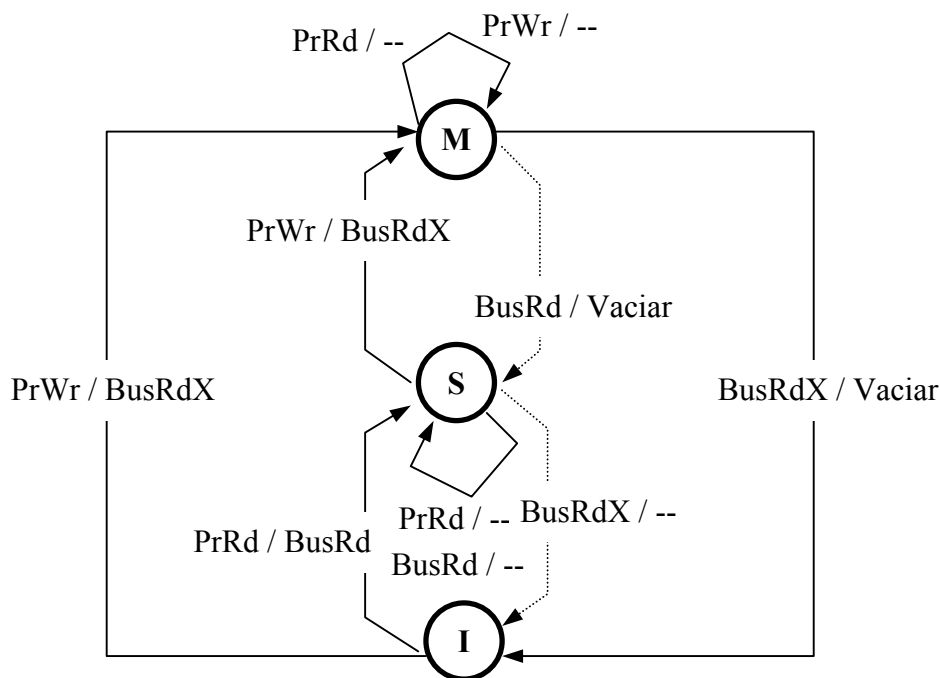 PrRd / --
PrWr / --
M
PrWr / BusRdX
BusRd / Vaciar
PrWr / BusRdX
S
BusRdX / Vaciar
PrRd / --
BusRdX / --
PrRd / BusRd
BusRd / --
I